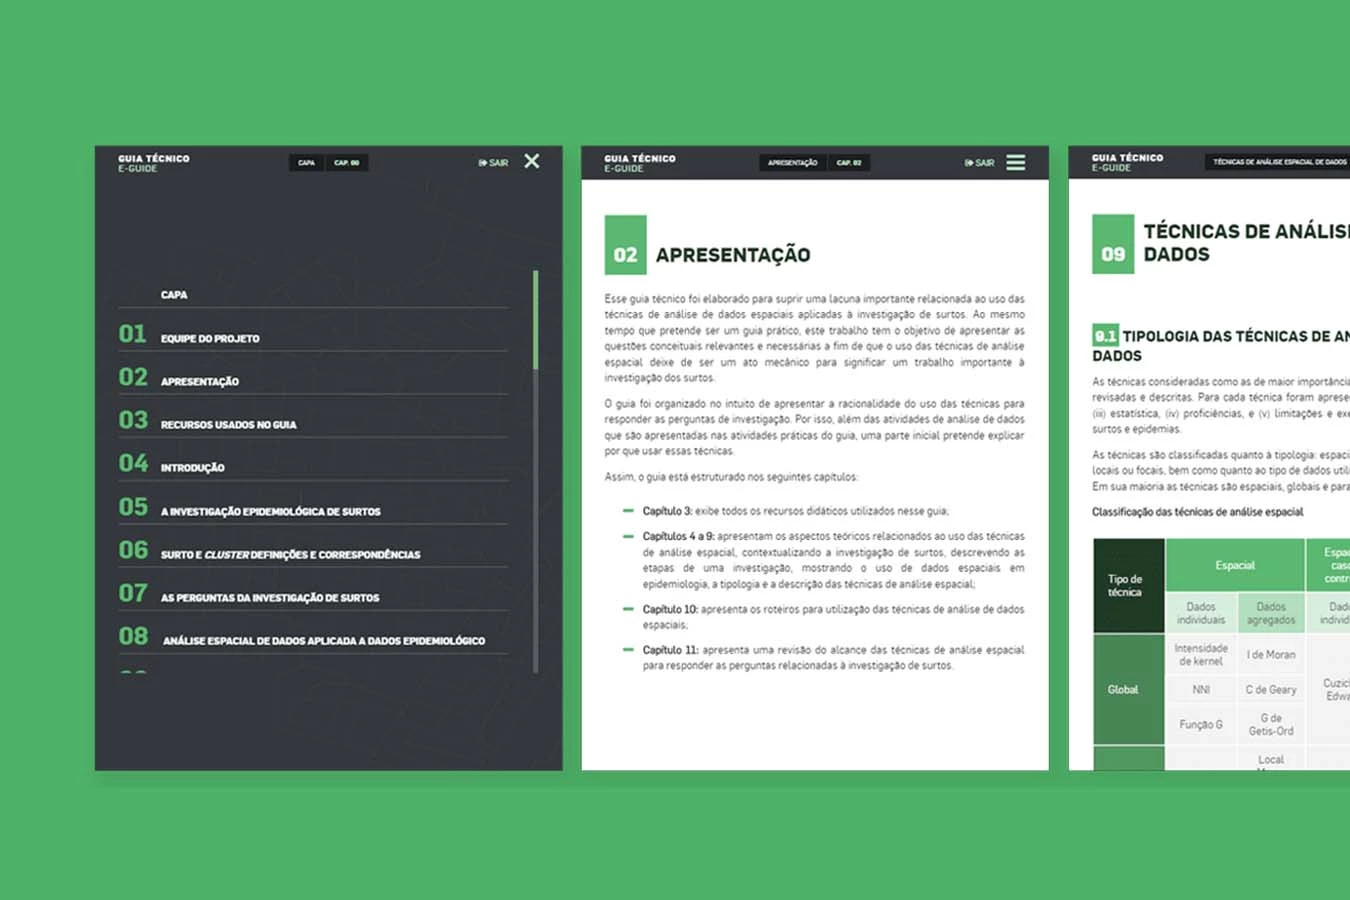 GUIA TÉCNICO
E-GUIDE
CAPA CAP. 00
SAIR
CAPA
01 EQUIPE DO PROJETO
02 APRESENTAÇÃO
03 RECURSOS USADOS NO GUIA
04 INTRODUÇÃO
05 A INVESTIGAÇÃO EPIDEMIOLÓGICA DE SURTOS
06 SURTO E CLUSTER DEFINIÇÕES E CORRESPONDÊNCIAS
07 AS PERGUNTAS DA INVESTIGAÇÃO DE SURTOS
08 ANÁLISE ESPACIAL DE DADOS APLICADA A DADOS EPIDEMIOLÓGICO
GUIA TÉCNICO
E-GUIDE
APRESENTAÇÃO CAP. 02
SAIR
02 APRESENTAÇÃO
Esse guia técnico foi elaborado para suprir uma lacuna importante relacionada ao uso das
técnicas de análise de dados espaciais aplicadas à investigação de surtos. Ao mesmo
tempo que pretende ser um guia prático, este trabalho tem o objetivo de apresentar as
questões conceituais relevantes e necessárias a fim de que o uso das técnicas de análise
espacial deixe de ser um ato mecânico para significar um trabalho importante à
investigação dos surtos.
O guia foi organizado no intuito de apresentar a racionalidade do uso das técnicas para
responder as perguntas de investigação. Por isso, além das atividades de análise de dados
que são apresentadas nas atividades práticas do guia, uma parte inicial pretende explicar
por que usar essas técnicas.
Assim, o guia está estruturado nos seguintes capítulos:
Capítulo 3: exibe todos os recursos didáticos utilizados nesse guia;
Capítulos 4 a 9: apresentam os aspectos teóricos relacionados ao uso das técnicas
de análise espacial, contextualizando a investigação de surtos, descrevendo as
etapas de uma investigação, mostrando o uso de dados espaciais em
epidemiologia, a tipologia e a descrição das técnicas de análise espacial;
Capítulo 10: apresenta os roteiros para utilização das técnicas de análise de dados
espaciais;
Capítulo 11: apresenta uma revisão do alcance das técnicas de análise espacial
para responder as perguntas relacionadas à investigação de surtos.
GUIA TÉCNICO
E-GUIDE
TÉCNICAS DE ANÁLISE ESPACIAL DE DADOS
09 TÉCNICAS DE ANÁLIS
DADOS
9.1 TIPOLOGIA DAS TÉCNICAS DE AN
DADOS
As técnicas consideradas como as de maior importância
revisadas e descritas. Para cada técnica foram aprese
(iii) estatística, (iv) proficiências, e (v) limitações e exe
surtos e epidemias.
As técnicas são classificadas quanto à tipologia: espaci
locais ou focais, bem como quanto ao tipo de dados utili
Em sua maioria as técnicas são espaciais, globais e para
Classificação das técnicas de análise espacial
Tipo de
técnica
Espacial
Espac
caso
contr
Dados
individuais
Dados
agregados
Dado
individ
Global
Intensidade
de kernel
I de Moran
NNI
C de Geary
Cuzick
Edwa
Função G
G de
Getis-Ord
Local